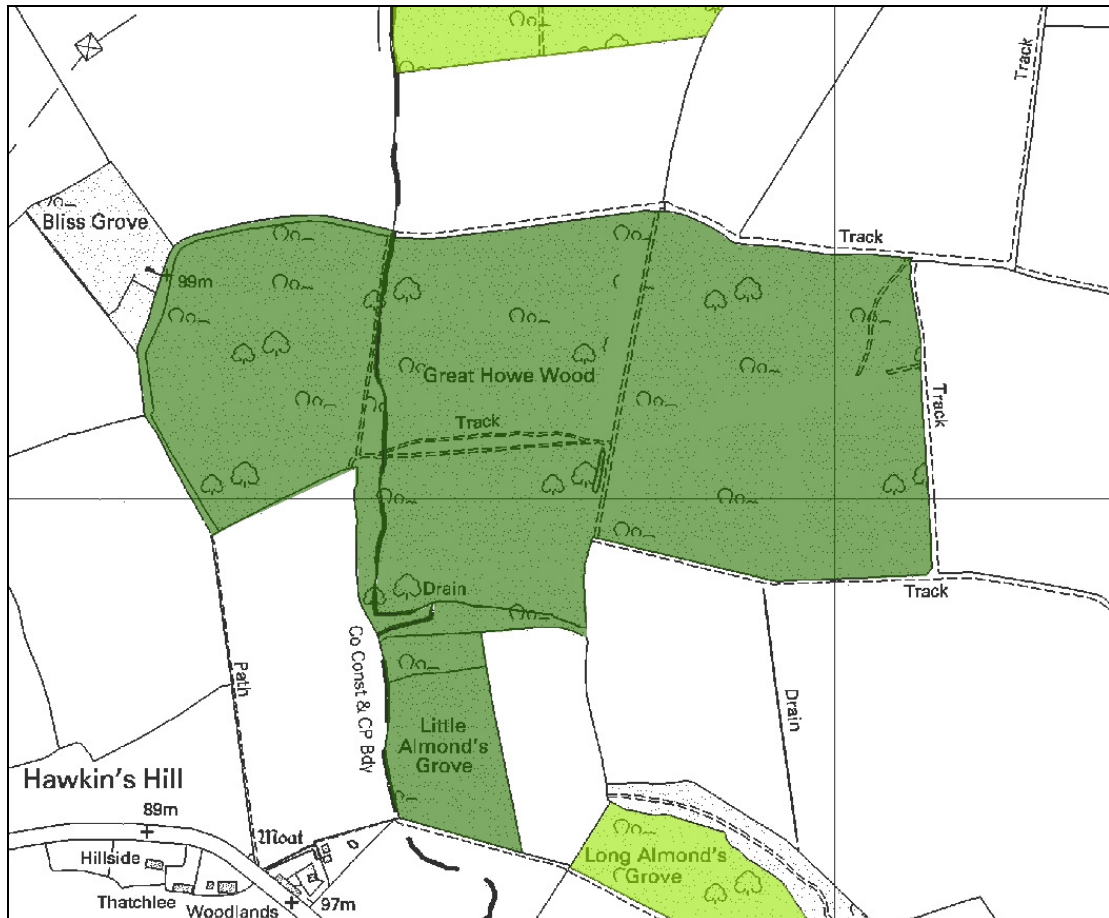 Track
Bliss Grove
Track
99m
Great Howe Wood
Track
Track
Drain
Track
Co Const & CP Bdy
Path
Drain
Little
Almond's
Grove
Hawkin's Hill
89m
Moat
Hillside
Long Almond's
Grove
Thatchlee
97m
Woodlands